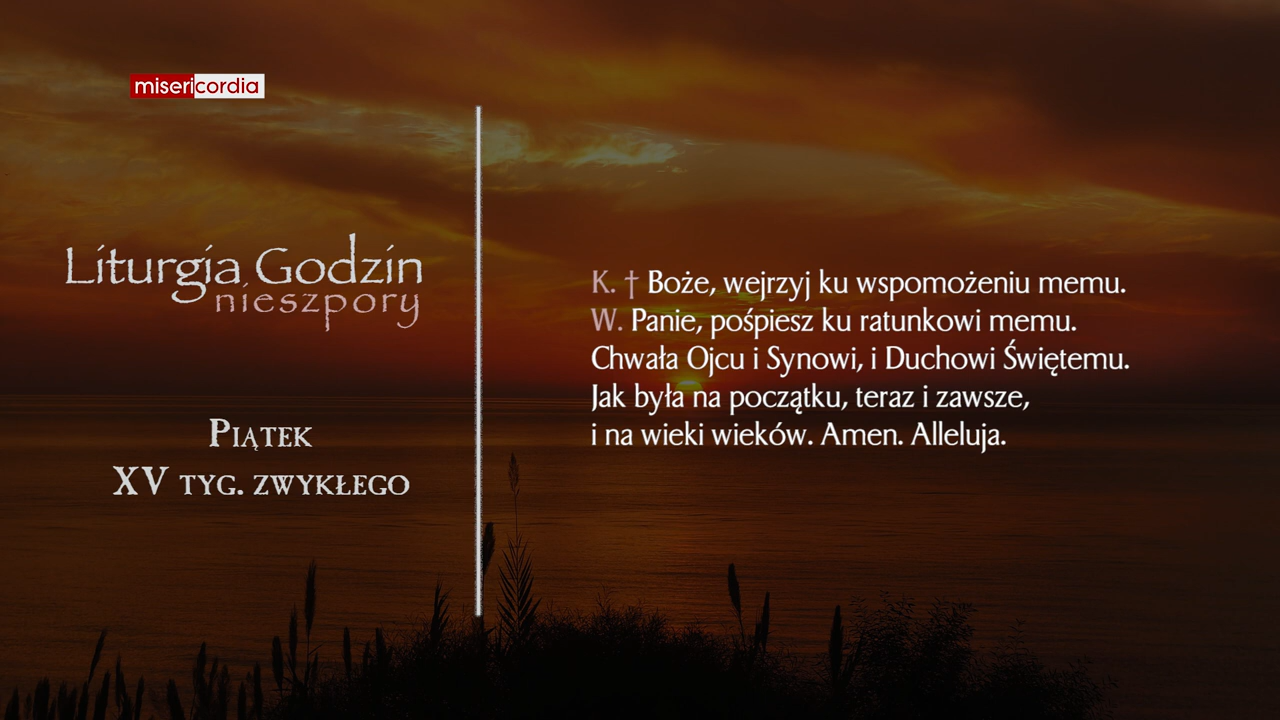 misericordia
Liturgia Godzin
nieszpory
Piątek
XV tyg. zwykłego
K. † Boże, wejrzyj ku wspomożeniu memu.
W. Panie, pośpiesz ku ratunkowi memu.
Chwała Ojcu i Synowi, i Duchowi Świętemu.
Jak była na początku, teraz i zawsze,
i na wieki wieków. Amen. Alleluja.